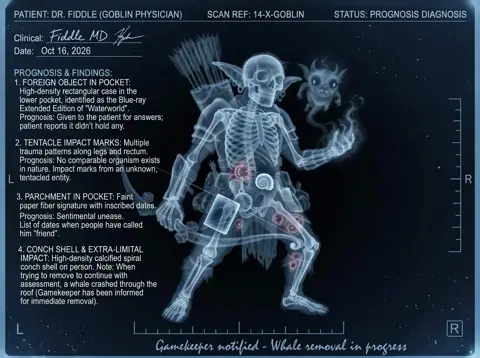 PATIENT: DR. FIDDLE (GOBLIN PHYSICIAN) SCAN REF: 14-X-GOBLIN STATUS: PROGNOSIS DIAGNOSIS
Clinical: Fiddle MD
Date: Oct 16, 2026
PROGNOSIS & FINDINGS:
1. FOREIGN OBJECT IN POCKET:
High-density rectangular case in the
lower pocket, identified as the Blue-ray
Extended Edition of "Waterworld".
Prognosis: Given to the patient for answers;
patient reports it didn't hold any.
2. TENTACLE IMPACT MARKS: Multiple
trauma patterns along legs and rectum.
Prognosis: No comparable organism exists
in nature. Impact marks from an unknown,
tentacled entity.
3. PARCHMENT IN POCKET: Faint
paper fiber signature with inscribed dates.
Prognosis: Sentimental unease.
List of dates when people have called
him "friend".
4. CONCH SHELL & EXTRA-LIMITAL
IMPACT: High-density calcified spiral
conch shell on person. Note: When
trying to remove to continue with
assessment, a whale crashed through the
roof (Gamekeeper has been informed
for immediate removal).
L
R
L
R
Gamekeeper notified - Whale removal in progress